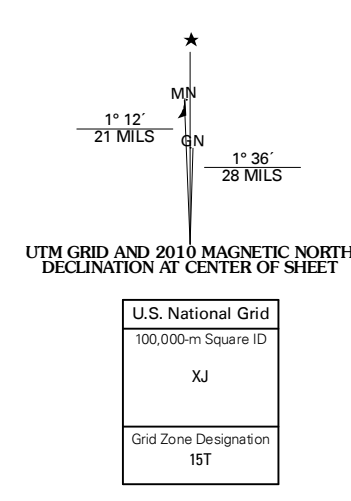 MN
1° 12´
21 MILS
GN
1° 36´
28 MILS
UTM GRID AND 2010 MAGNETIC NORTH
DECLINATION AT CENTER OF SHEET
U.S. National Grid
100,000-m Square ID
XJ
Grid Zone Designation
15T